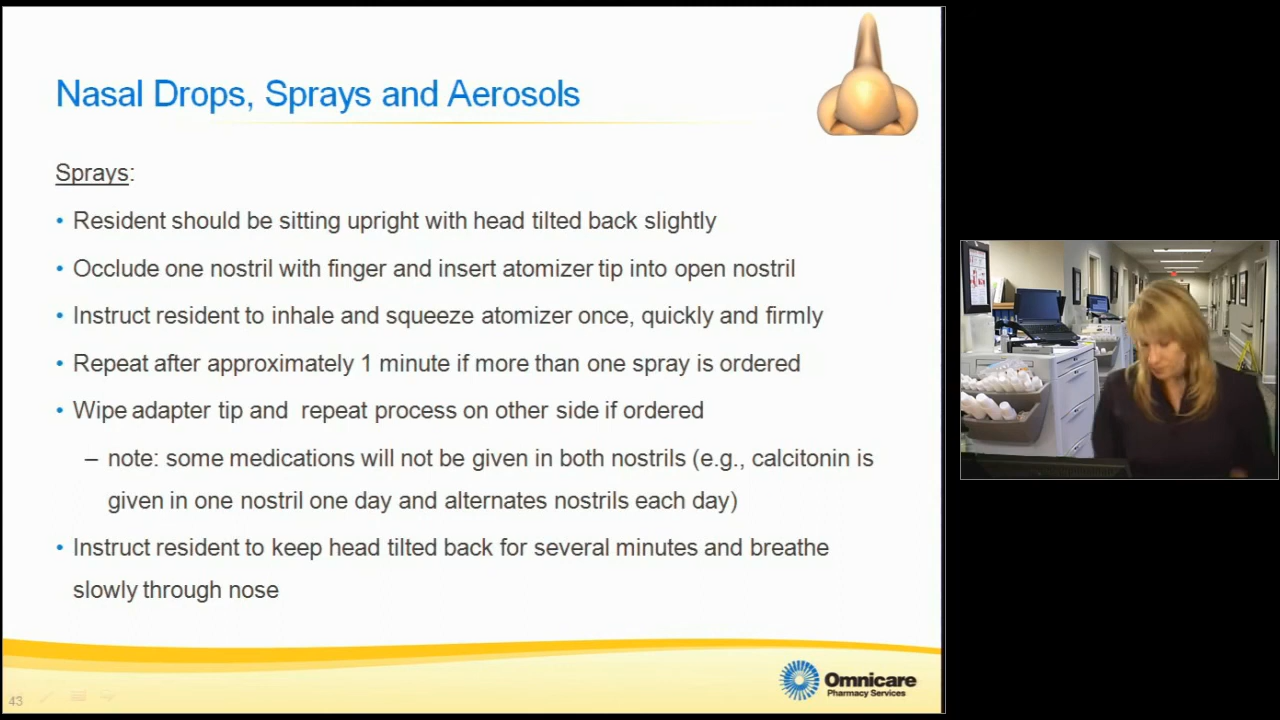 Nasal Drops, Sprays and Aerosols
Sprays:
• Resident should be sitting upright with head tilted back slightly
• Occlude one nostril with finger and insert atomizer tip into open nostril
• Instruct resident to inhale and squeeze atomizer once, quickly and firmly
• Repeat after approximately 1 minute if more than one spray is ordered
• Wipe adapter tip and  repeat process on other side if ordered
– note: some medications will not be given in both nostrils (e.g., calcitonin is
given in one nostril one day and alternates nostrils each day)
• Instruct resident to keep head tilted back for several minutes and breathe
slowly through nose
43
Omnicare
Pharmacy Services